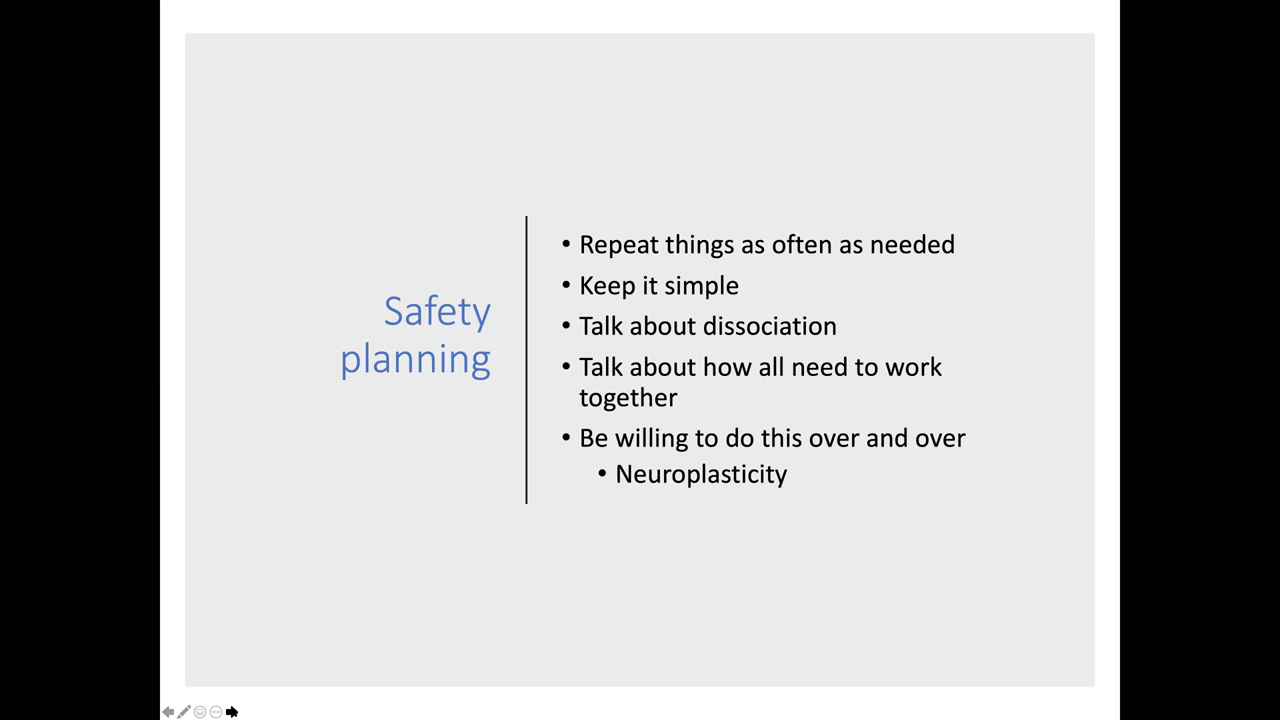 Safety
planning
• Repeat things as often as needed
• Keep it simple
• Talk about dissociation
• Talk about how all need to work
together
• Be willing to do this over and over
• Neuroplasticity